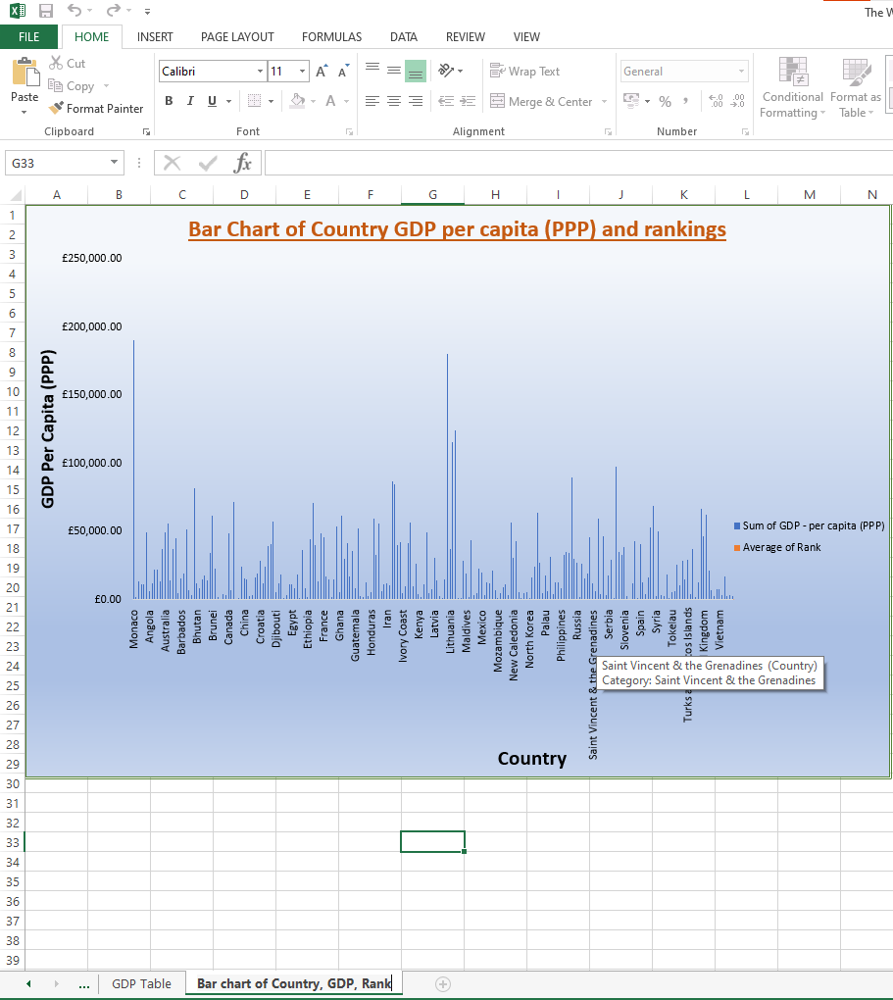 The W
FILE HOME INSERT PAGE LAYOUT FORMULAS DATA REVIEW VIEW
Cut
Copy
Format Painter
Paste
Calibri 11
B I U
Wrap Text
Merge & Center
General
%
Conditional Formatting
Format as Table
Clipboard Font Alignment Number
G33 fx
A B C D E F G H I J K L M N
1
2
3
4
5
6
7
8
9
10
11
12
13
14
15
16
17
18
19
20
21
22
23
24
25
26
27
28
29
30
31
32
33
34
35
36
37
38
39
Bar Chart of Country GDP per capita (PPP) and rankings
GDP Per Capita (PPP)
£250,000.00
£200,000.00
£150,000.00
£100,000.00
£50,000.00
£0.00
Sum of GDP - per capita (PPP)
Average of Rank
Monaco
Angola
Australia
Barbados
Bhutan
Brunei
Canada
China
Croatia
Djibouti
Egypt
Ethiopia
France
Ghana
Guatemala
Honduras
Iran
Ivory Coast
Kenya
Latvia
Lithuania
Maldives
Mexico
Mozambique
New Caledonia
North Korea
Palau
Philippines
Russia
Saint Vincent & the Grenadines
Serbia
Slovenia
Spain
Syria
Tokelau
Turks a cos Islands
Kingdom
Vietnam
Saint Vincent & the Grenadines (Country)
Category: Saint Vincent & the Grenadines
Country
... GDP Table Bar chart of Country, GDP, Rank